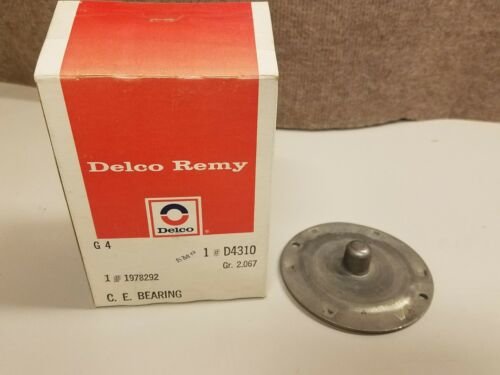 Delco Remy
Delco
G 4
1 # D4310
Gr. 2.067
1 # 1978292
C. E. BEARING